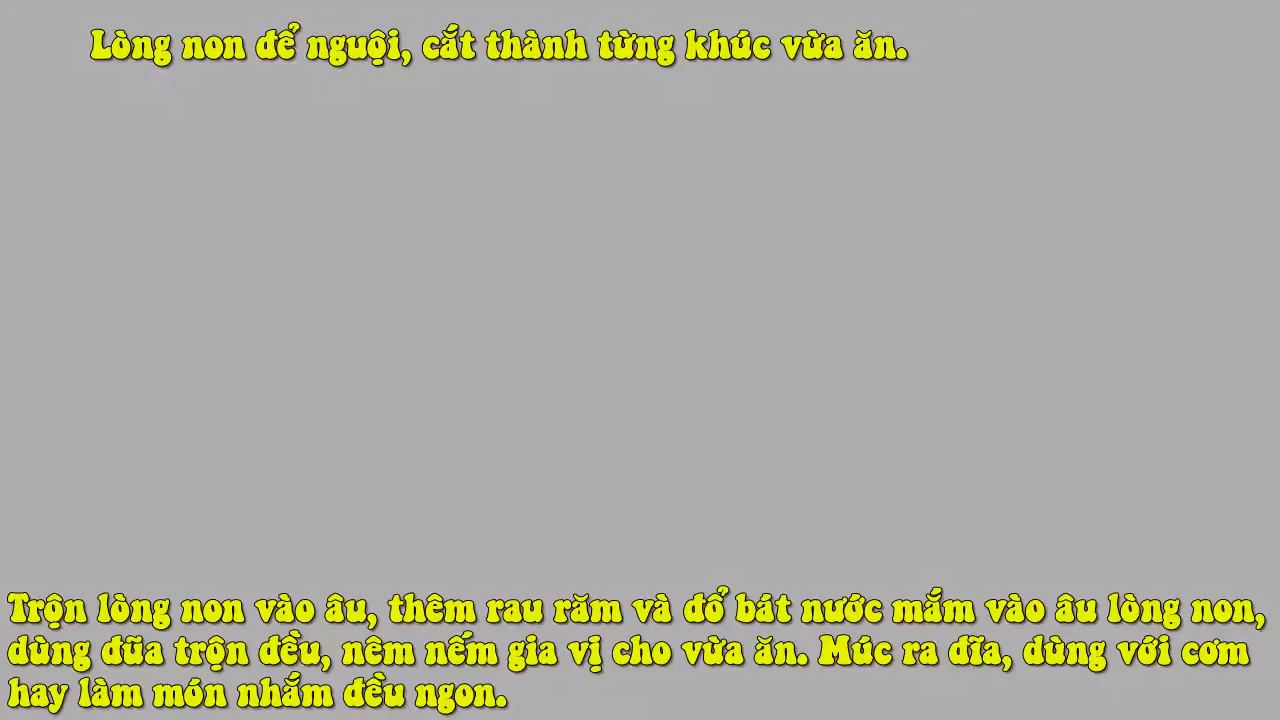 Lòng non để nguội, cắt thành từng khúc vừa ăn.
Trộn lòng non vào âu, thêm rau răm và đổ bát nước mắm vào âu lòng non,
dùng đũa trộn đều, nêm nếm gia vị cho vừa ăn. Múc ra đĩa, dùng với cơm
hay làm món nhắm đều ngon.